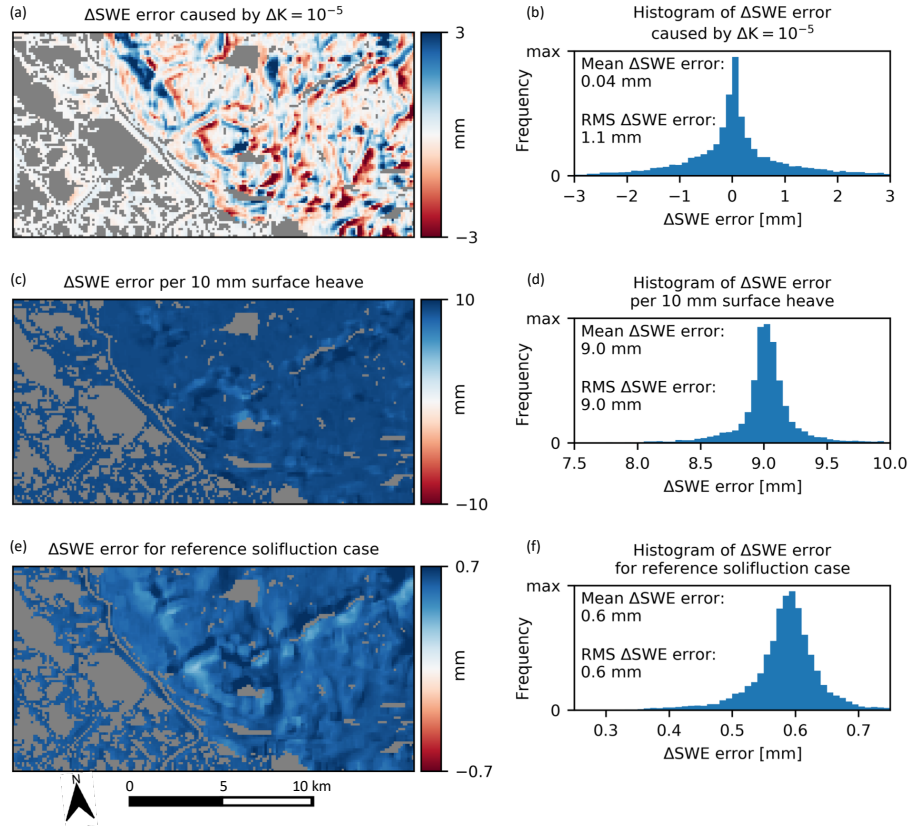 (a)
ΔSWE error caused by ΔK = 10⁻⁵
3
mm
−3
(b)
Histogram of ΔSWE error
caused by ΔK = 10⁻⁵
max
Mean ΔSWE error:
0.04 mm
RMS ΔSWE error:
1.1 mm
Frequency
0
−3 −2 −1 0 1 2 3
ΔSWE error [mm]
(c)
ΔSWE error per 10 mm surface heave
10
mm
−10
(d)
Histogram of ΔSWE error
per 10 mm surface heave
max
Mean ΔSWE error:
9.0 mm
RMS ΔSWE error:
9.0 mm
Frequency
0
7.5 8.0 8.5 9.0 9.5 10.0
ΔSWE error [mm]
(e)
ΔSWE error for reference solifluction case
0.7
mm
−0.7
N
0 5 10 km
(f)
Histogram of ΔSWE error
for reference solifluction case
max
Mean ΔSWE error:
0.6 mm
RMS ΔSWE error:
0.6 mm
Frequency
0
0.3 0.4 0.5 0.6 0.7
ΔSWE error [mm]